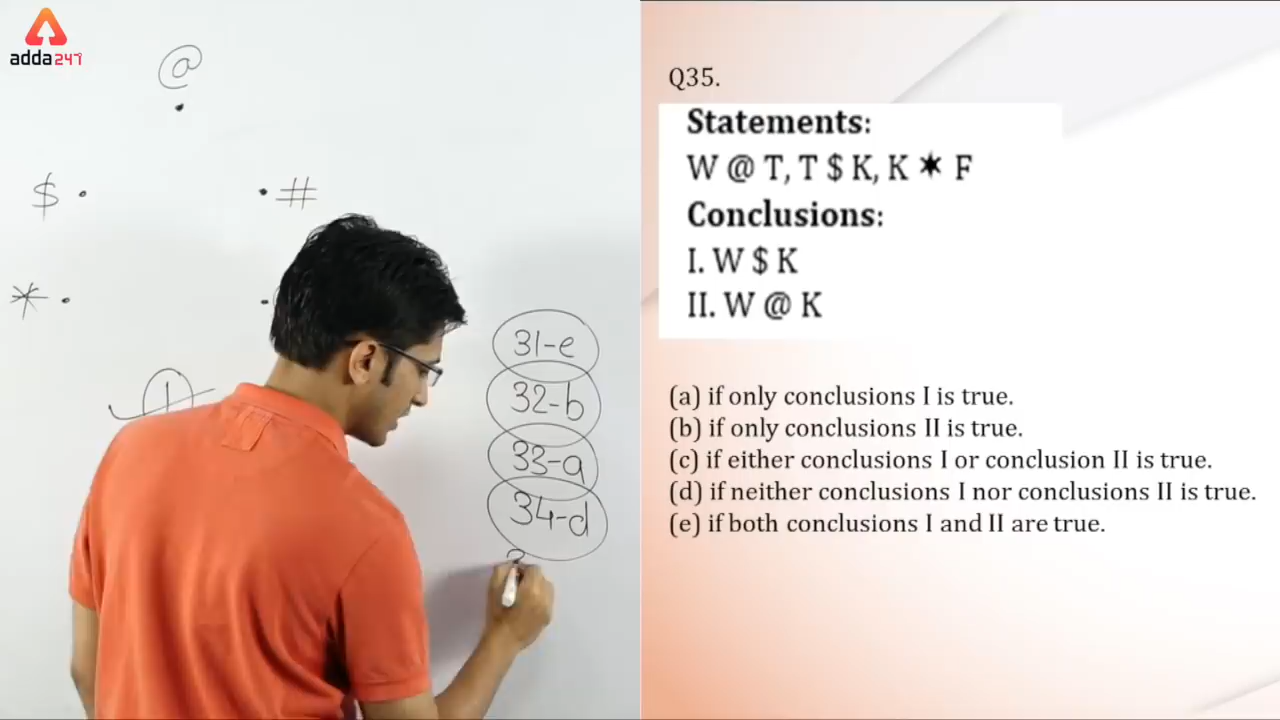 adda247
@
$ #
*
1
31-e
32-b
33-a
34-d
Q35.
Statements:
W @ T, T $ K, K ✶ F
Conclusions:
I. W $ K
II. W @ K
(a) if only conclusions I is true.
(b) if only conclusions II is true.
(c) if either conclusions I or conclusion II is true.
(d) if neither conclusions I nor conclusions II is true.
(e) if both conclusions I and II are true.